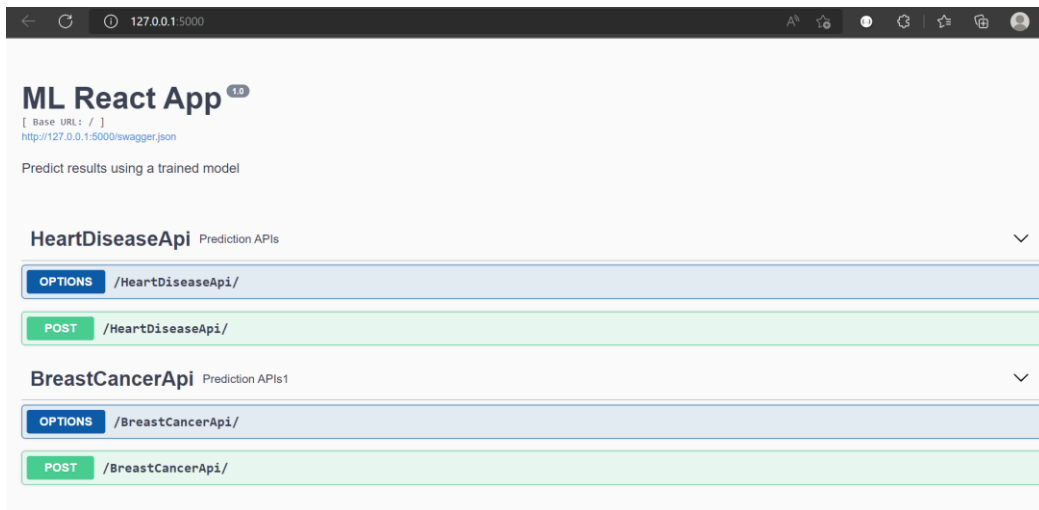 127.0.0.1:5000
ML React App 1.0
[ Base URL: / ]
http://127.0.0.1:5000/swagger.json
Predict results using a trained model
HeartDiseaseApi Prediction APIs
OPTIONS /HeartDiseaseApi/
POST /HeartDiseaseApi/
BreastCancerApi Prediction APIs1
OPTIONS /BreastCancerApi/
POST /BreastCancerApi/